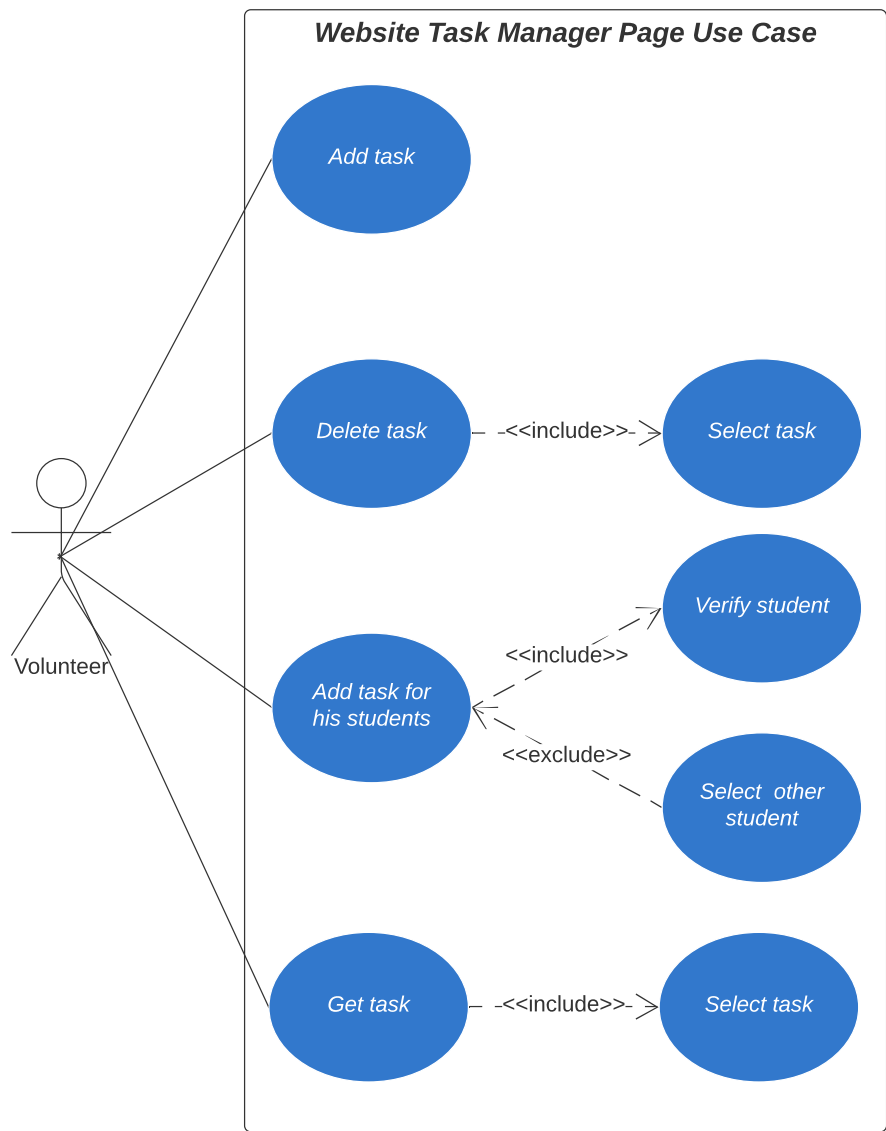 Website Task Manager Page Use Case
Add task
Delete task
<<include>>
Select task
Verify student
<<include>>
Volunteer
Add task for
his students
<<exclude>>
Select other
student
Get task
<<include>>
Select task